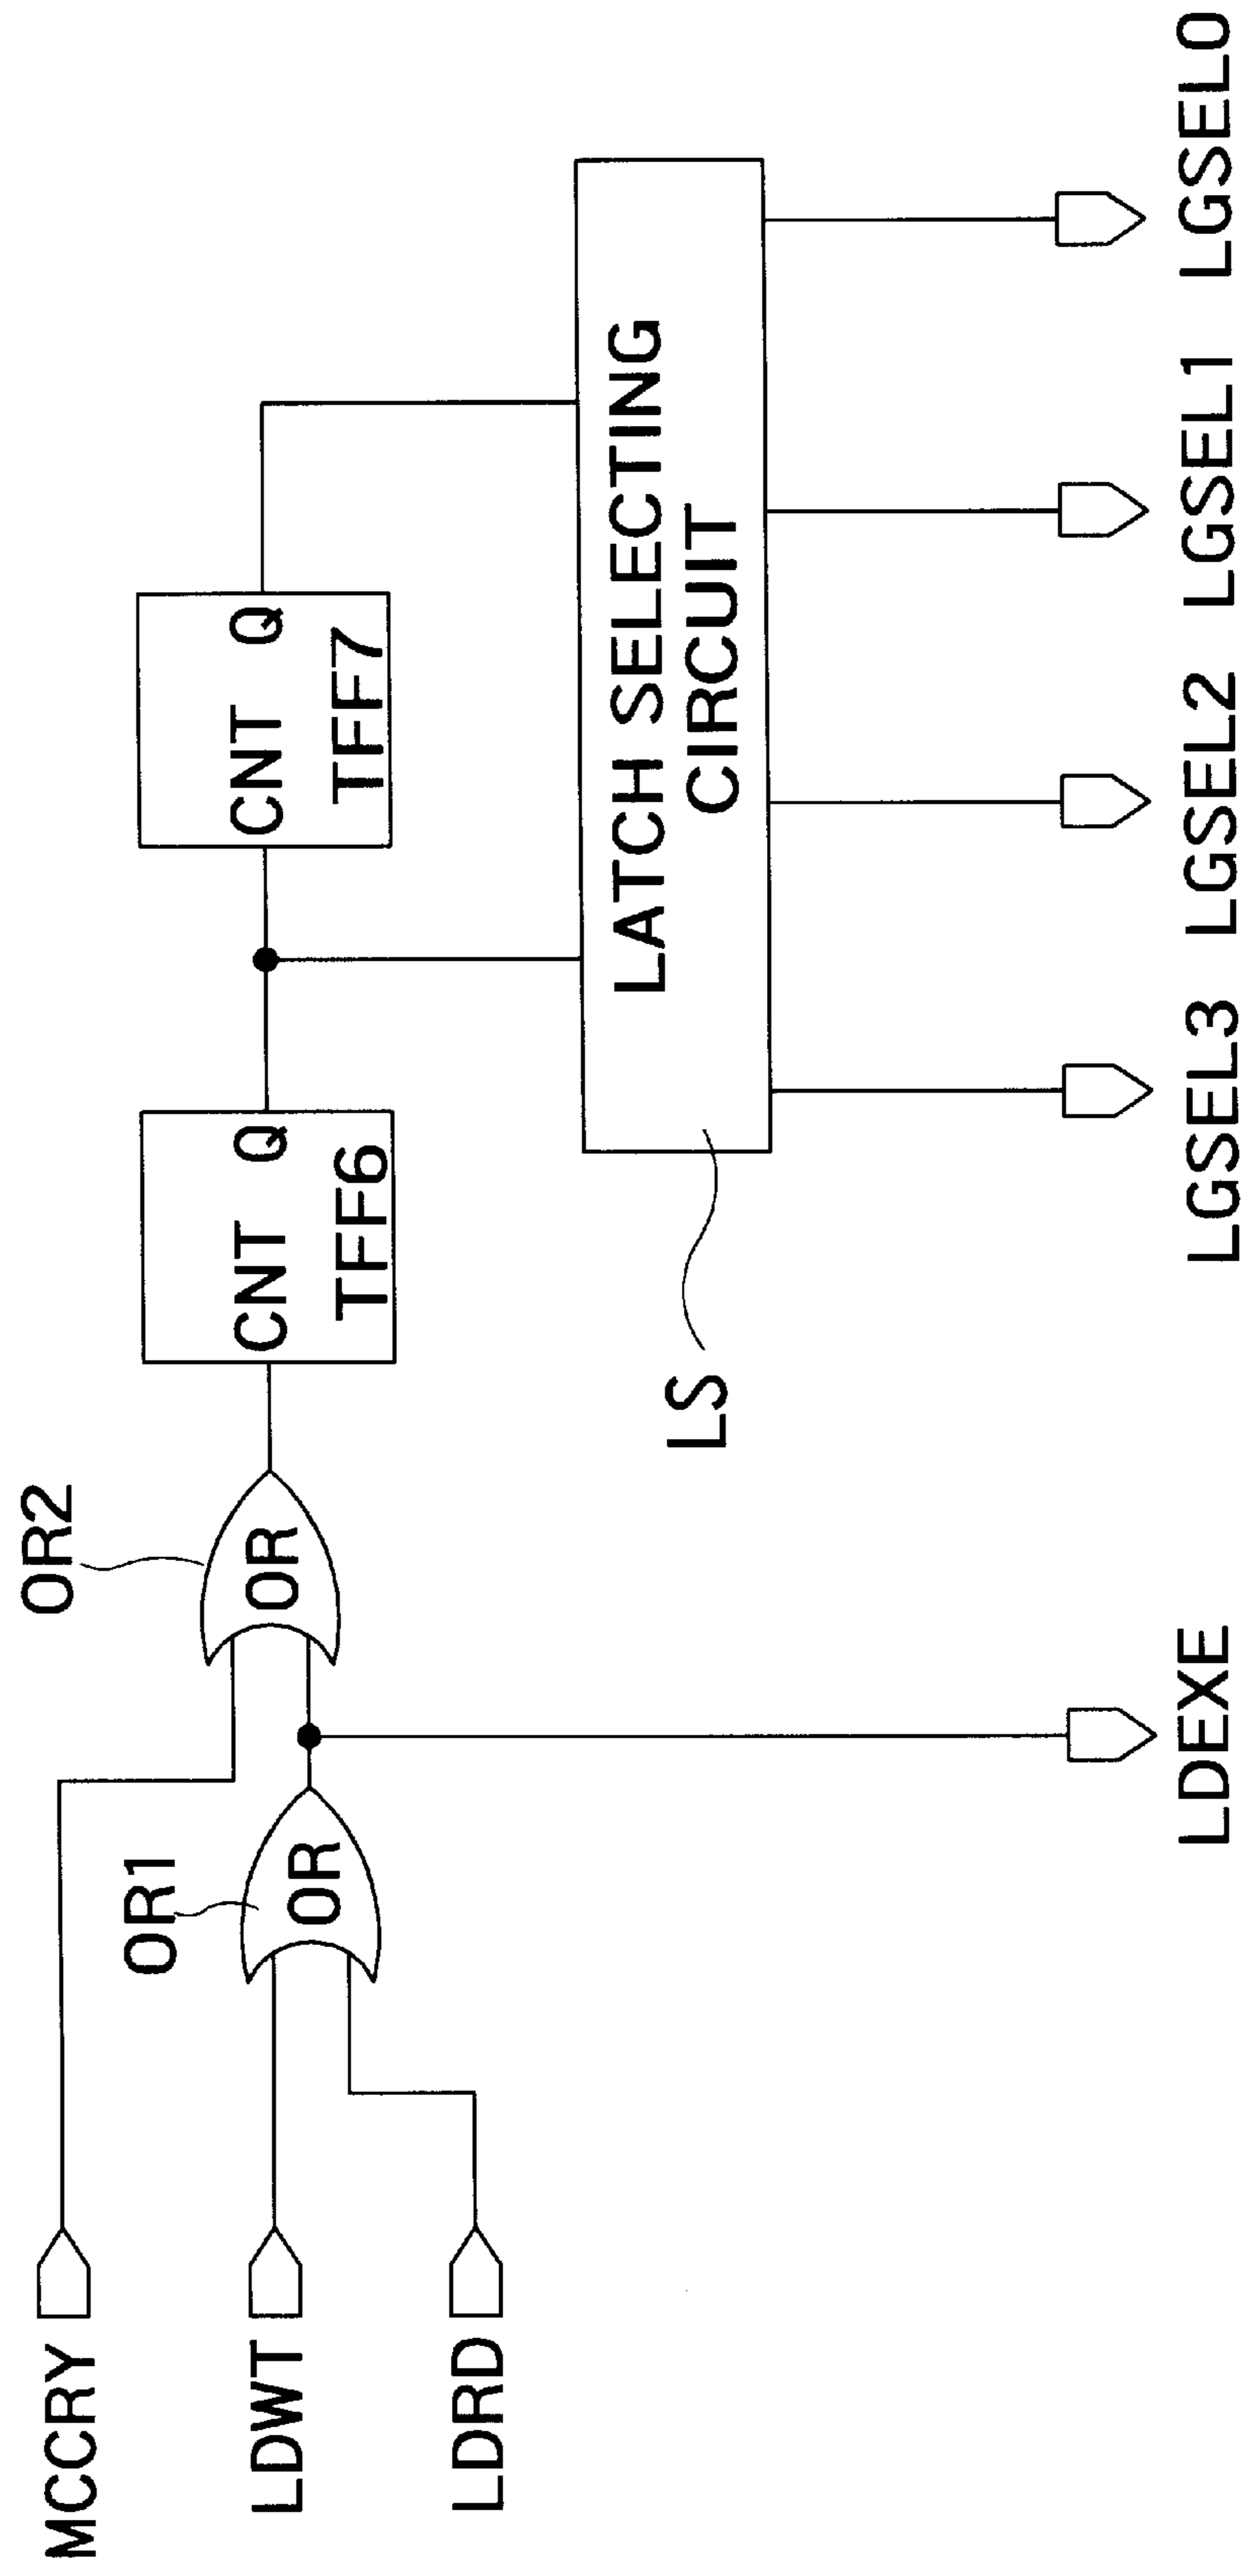 MCCRY
LDWT
LDRD
OR1
OR
OR2
OR
CNT Q
TFF6
CNT Q
TFF7
LS
LATCH SELECTING
CIRCUIT
LDEXE
LGSEL3
LGSEL2
LGSEL1
LGSEL0